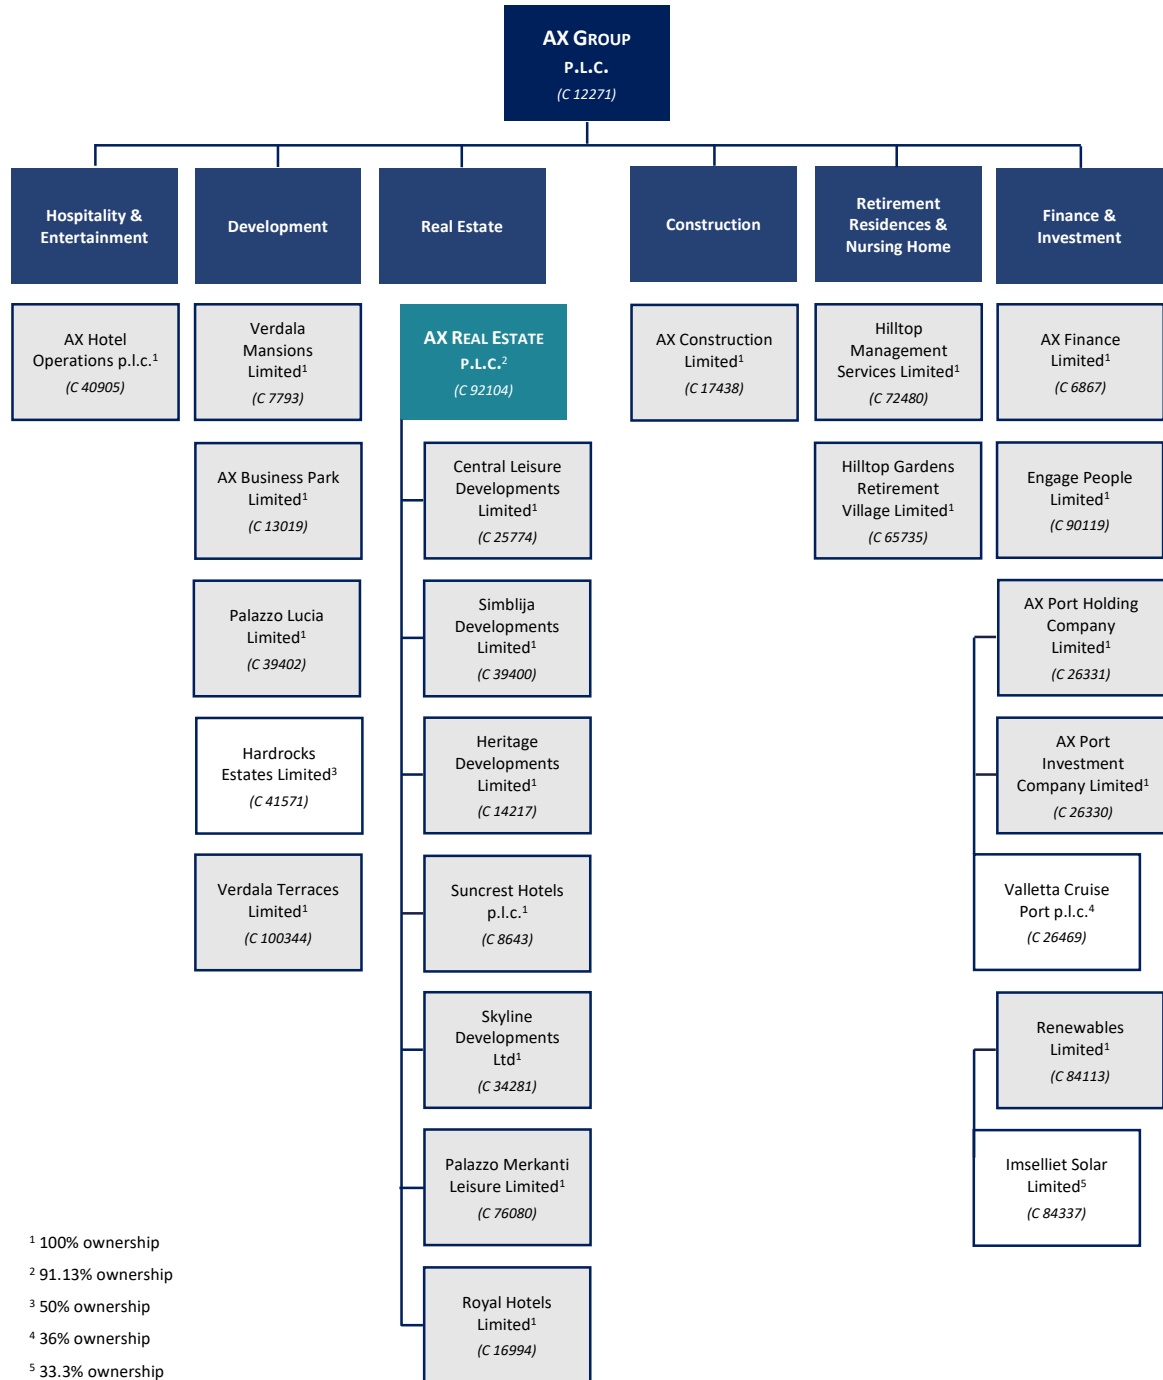 AX GROUP
P.L.C.
(C 12271)
Hospitality &
Entertainment
Development
Real Estate
Construction
Retirement
Residences &
Nursing Home
Finance &
Investment
AX Hotel
Operations p.l.c.¹
(C 40905)
Verdala
Mansions
Limited¹
(C 7793)
AX REAL ESTATE
P.L.C.²
(C 92104)
AX Construction
Limited¹
(C 17438)
Hilltop
Management
Services Limited¹
(C 72480)
AX Finance
Limited¹
(C 6867)
AX Business Park
Limited¹
(C 13019)
Central Leisure
Developments
Limited¹
(C 25774)
Hilltop Gardens
Retirement
Village Limited¹
(C 65735)
Engage People
Limited¹
(C 90119)
Palazzo Lucia
Limited¹
(C 39402)
Simblija
Developments
Limited¹
(C 39400)
AX Port Holding
Company
Limited¹
(C 26331)
Hardrocks
Estates Limited³
(C 41571)
Heritage
Developments
Limited¹
(C 14217)
AX Port
Investment
Company Limited¹
(C 26330)
Verdala Terraces
Limited¹
(C 100344)
Suncrest Hotels
p.l.c.¹
(C 8643)
Valletta Cruise
Port p.l.c.⁴
(C 26469)
Skyline
Developments
Ltd¹
(C 34281)
Renewables
Limited¹
(C 84113)
Palazzo Merkanti
Leisure Limited¹
(C 76080)
Imselliet Solar
Limited⁵
(C 84337)
Royal Hotels
Limited¹
(C 16994)
¹ 100% ownership
² 91.13% ownership
³ 50% ownership
⁴ 36% ownership
⁵ 33.3% ownership